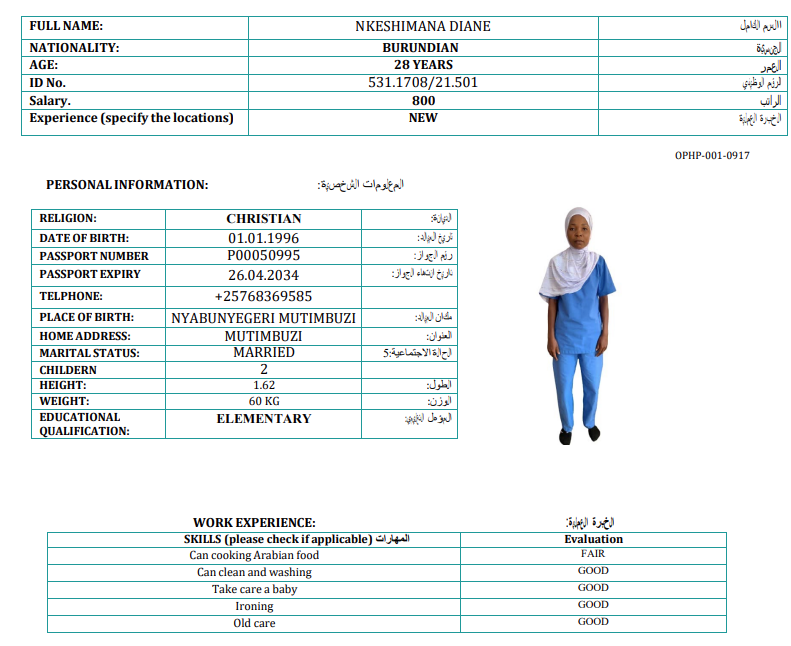 FULL NAME: NKESHIMANA DIANE الاسم الكامل
NATIONALITY: BURUNDIAN الجنسية
AGE: 28 YEARS العمر
ID No. 531.1708/21.501 الرقم الوظيفي
Salary. 800 الراتب
Experience (specify the locations) NEW الخبرة العملية
OPHP-001-0917
PERSONAL INFORMATION: المعلومات الشخصية:
RELIGION: CHRISTIAN الديانة:
DATE OF BIRTH: 01.01.1996 تاريخ الميلاد:
PASSPORT NUMBER P00050995 رقم الجواز:
PASSPORT EXPIRY 26.04.2034 تاريخ انتهاء الجواز:
TELPHONE: +25768369585
PLACE OF BIRTH: NYABUNYEGERI MUTIMBUZI مكان الميلاد:
HOME ADDRESS: MUTIMBUZI العنوان:
MARITAL STATUS: MARRIED الحالة الاجتماعية:5
CHILDERN 2
HEIGHT: 1.62 الطول:
WEIGHT: 60 KG الوزن:
EDUCATIONAL QUALIFICATION: ELEMENTARY المؤهل التعليمي:
WORK EXPERIENCE: الخبرة العملية:
SKILLS (please check if applicable) المهارات Evaluation
Can cooking Arabian food FAIR
Can clean and washing GOOD
Take care a baby GOOD
Ironing GOOD
Old care GOOD